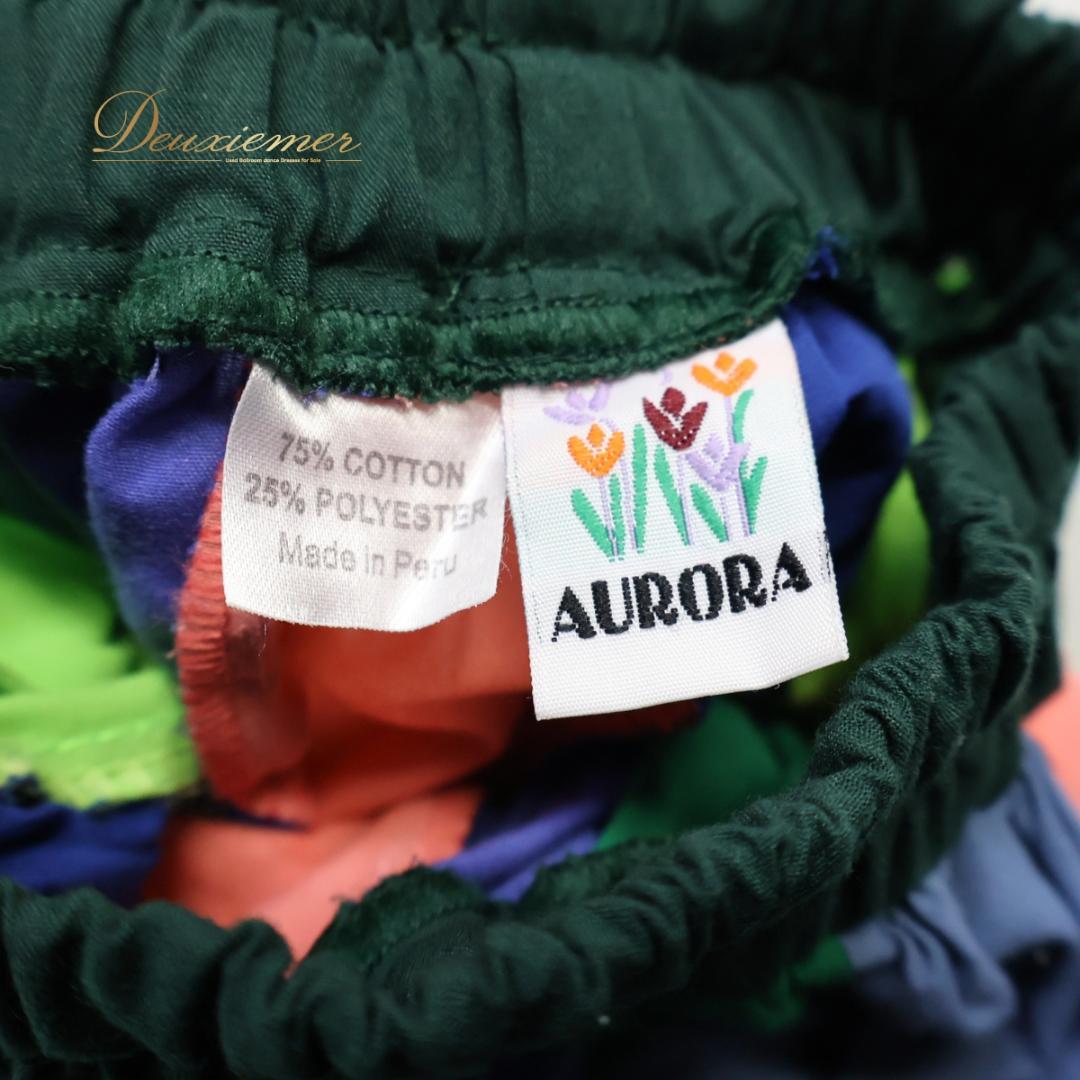 Deuxiemer
Used Ballroom dance Dresses for Sale
75% COTTON
25% POLYESTER
Made in Peru
AURORA